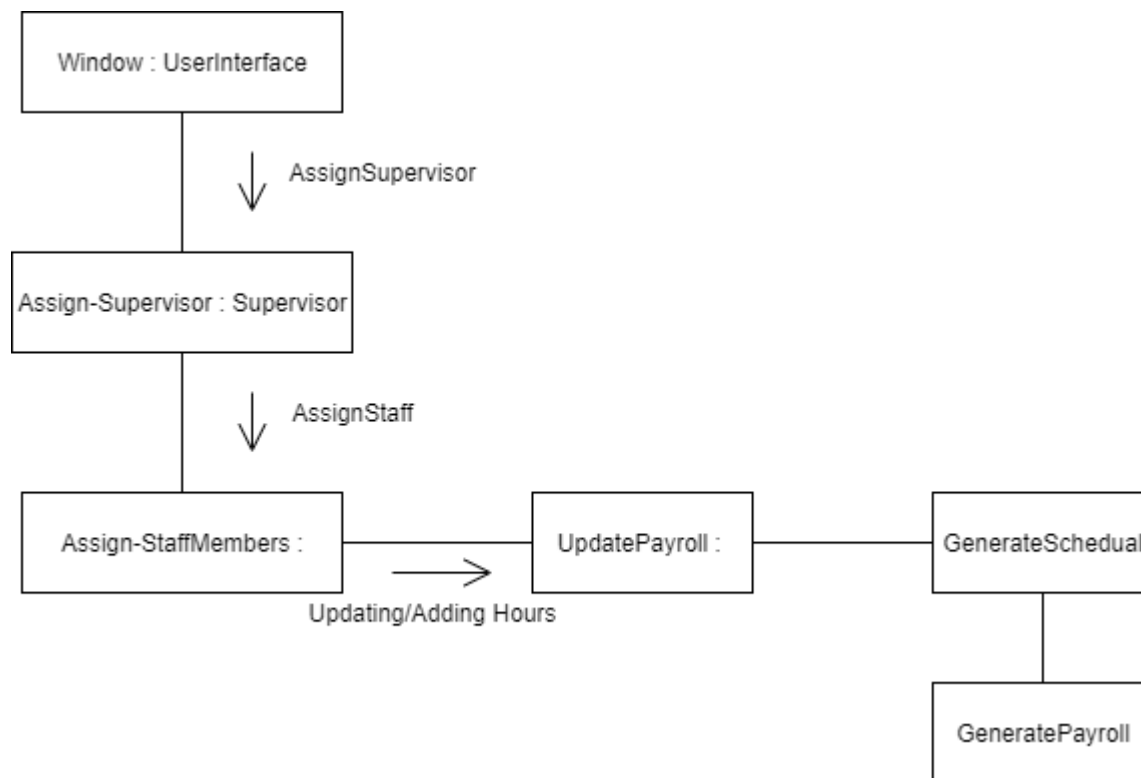 Window : UserInterface
AssignSupervisor
Assign-Supervisor : Supervisor
AssignStaff
Assign-StaffMembers :
UpdatePayroll :
GenerateSchedual
Updating/Adding Hours
GeneratePayroll